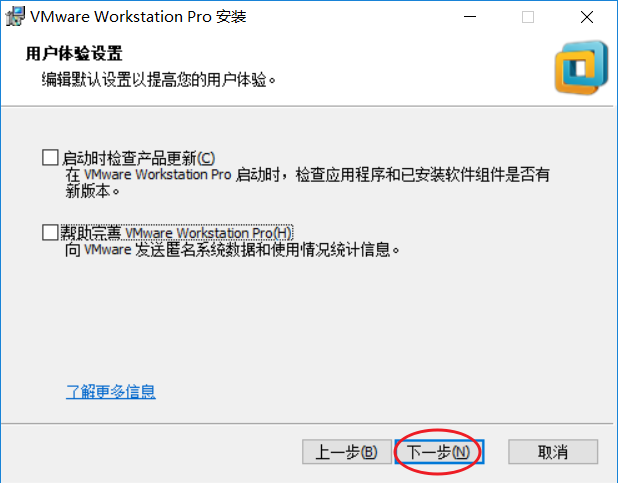 VMware Workstation Pro 安装
用户体验设置
编辑默认设置以提高您的用户体验。
启动时检查产品更新(C)
在 VMware Workstation Pro 启动时，检查应用程序和已安装软件组件是否有
新版本。
帮助完善 VMware Workstation Pro(H)
向 VMware 发送匿名系统数据和使用情况统计信息。
了解更多信息
上一步(B) 下一步(N) 取消